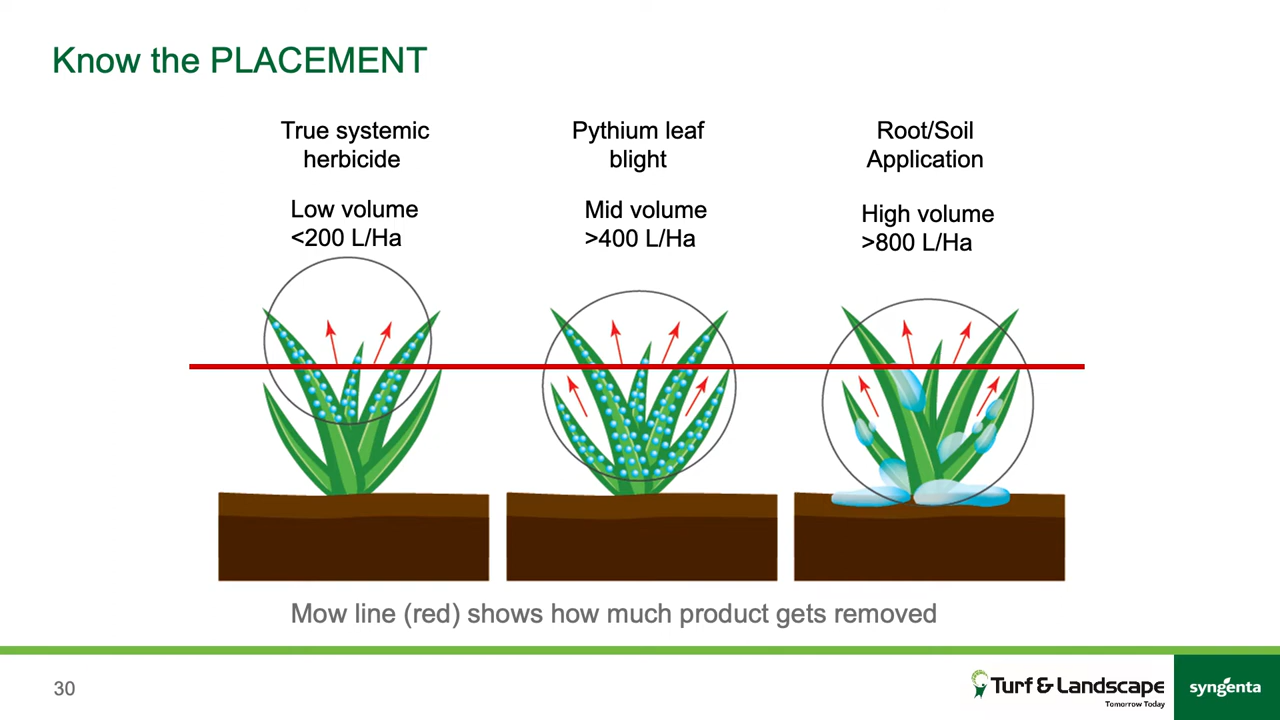 Know the PLACEMENT
True systemic
herbicide
Low volume
<200 L/Ha
Pythium leaf
blight
Mid volume
>400 L/Ha
Root/Soil
Application
High volume
>800 L/Ha
Mow line (red) shows how much product gets removed
30
Turf & Landscape
Tomorrow Today
syngenta